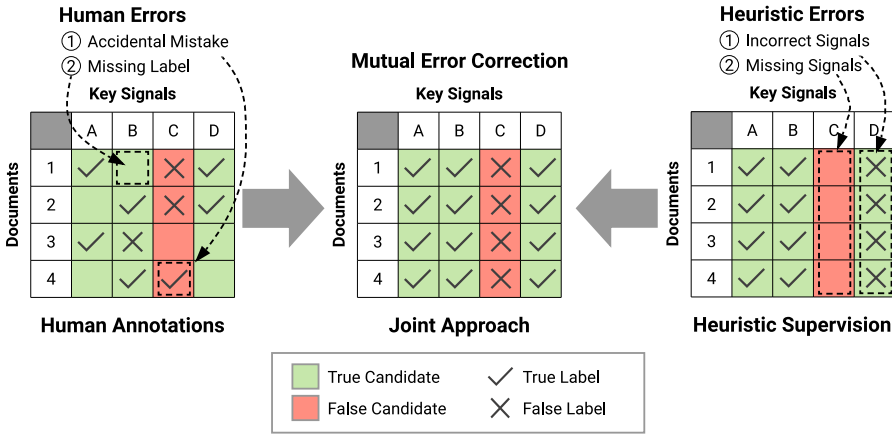 Human Errors
① Accidental Mistake
② Missing Label
Key Signals
A B C D
Documents
1
2
3
4
Human Annotations
Mutual Error Correction
Key Signals
A B C D
1
2
3
4
Joint Approach
Heuristic Errors
① Incorrect Signals
② Missing Signals
Key Signals
A B C D
Documents
1
2
3
4
Heuristic Supervision
True Candidate
True Label
False Candidate
False Label